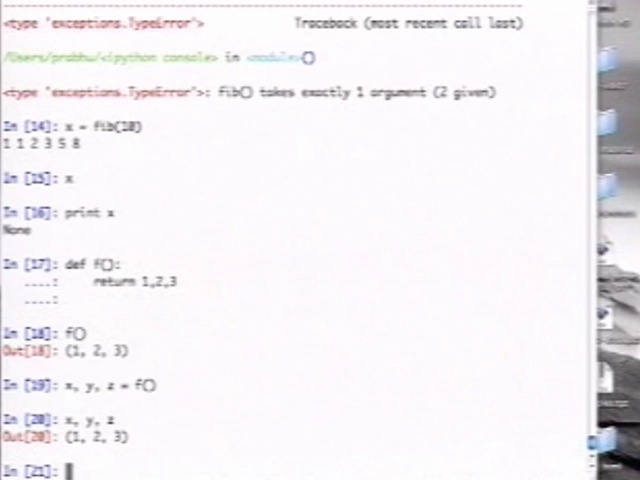 <type 'exceptions.TypeError'> Traceback (most recent call last)
/Users/prabhu/<ipython console> in <module>()
<type 'exceptions.TypeError'>: fib() takes exactly 1 argument (2 given)
In [14]: x = fib(10)
1 1 2 3 5 8
In [15]: x
In [16]: print x
None
In [17]: def f():
....: return 1,2,3
....:
In [18]: f()
Out[18]: (1, 2, 3)
In [19]: x, y, z = f()
In [20]: x, y, z
Out[20]: (1, 2, 3)
In [21]: